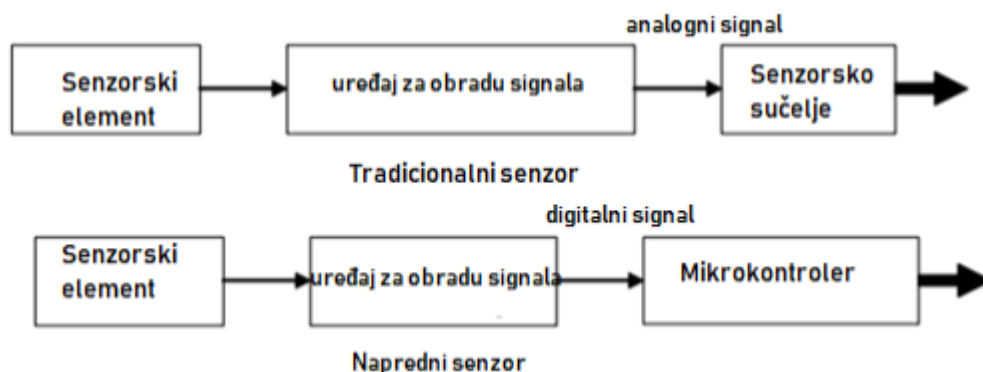 analogni signal
Senzorski
element
uređaj za obradu signala
Senzorsko
sučelje
Tradicionalni senzor
digitalni signal
Senzorski
element
uređaj za obradu signala
Mikrokontroler
Napredni senzor